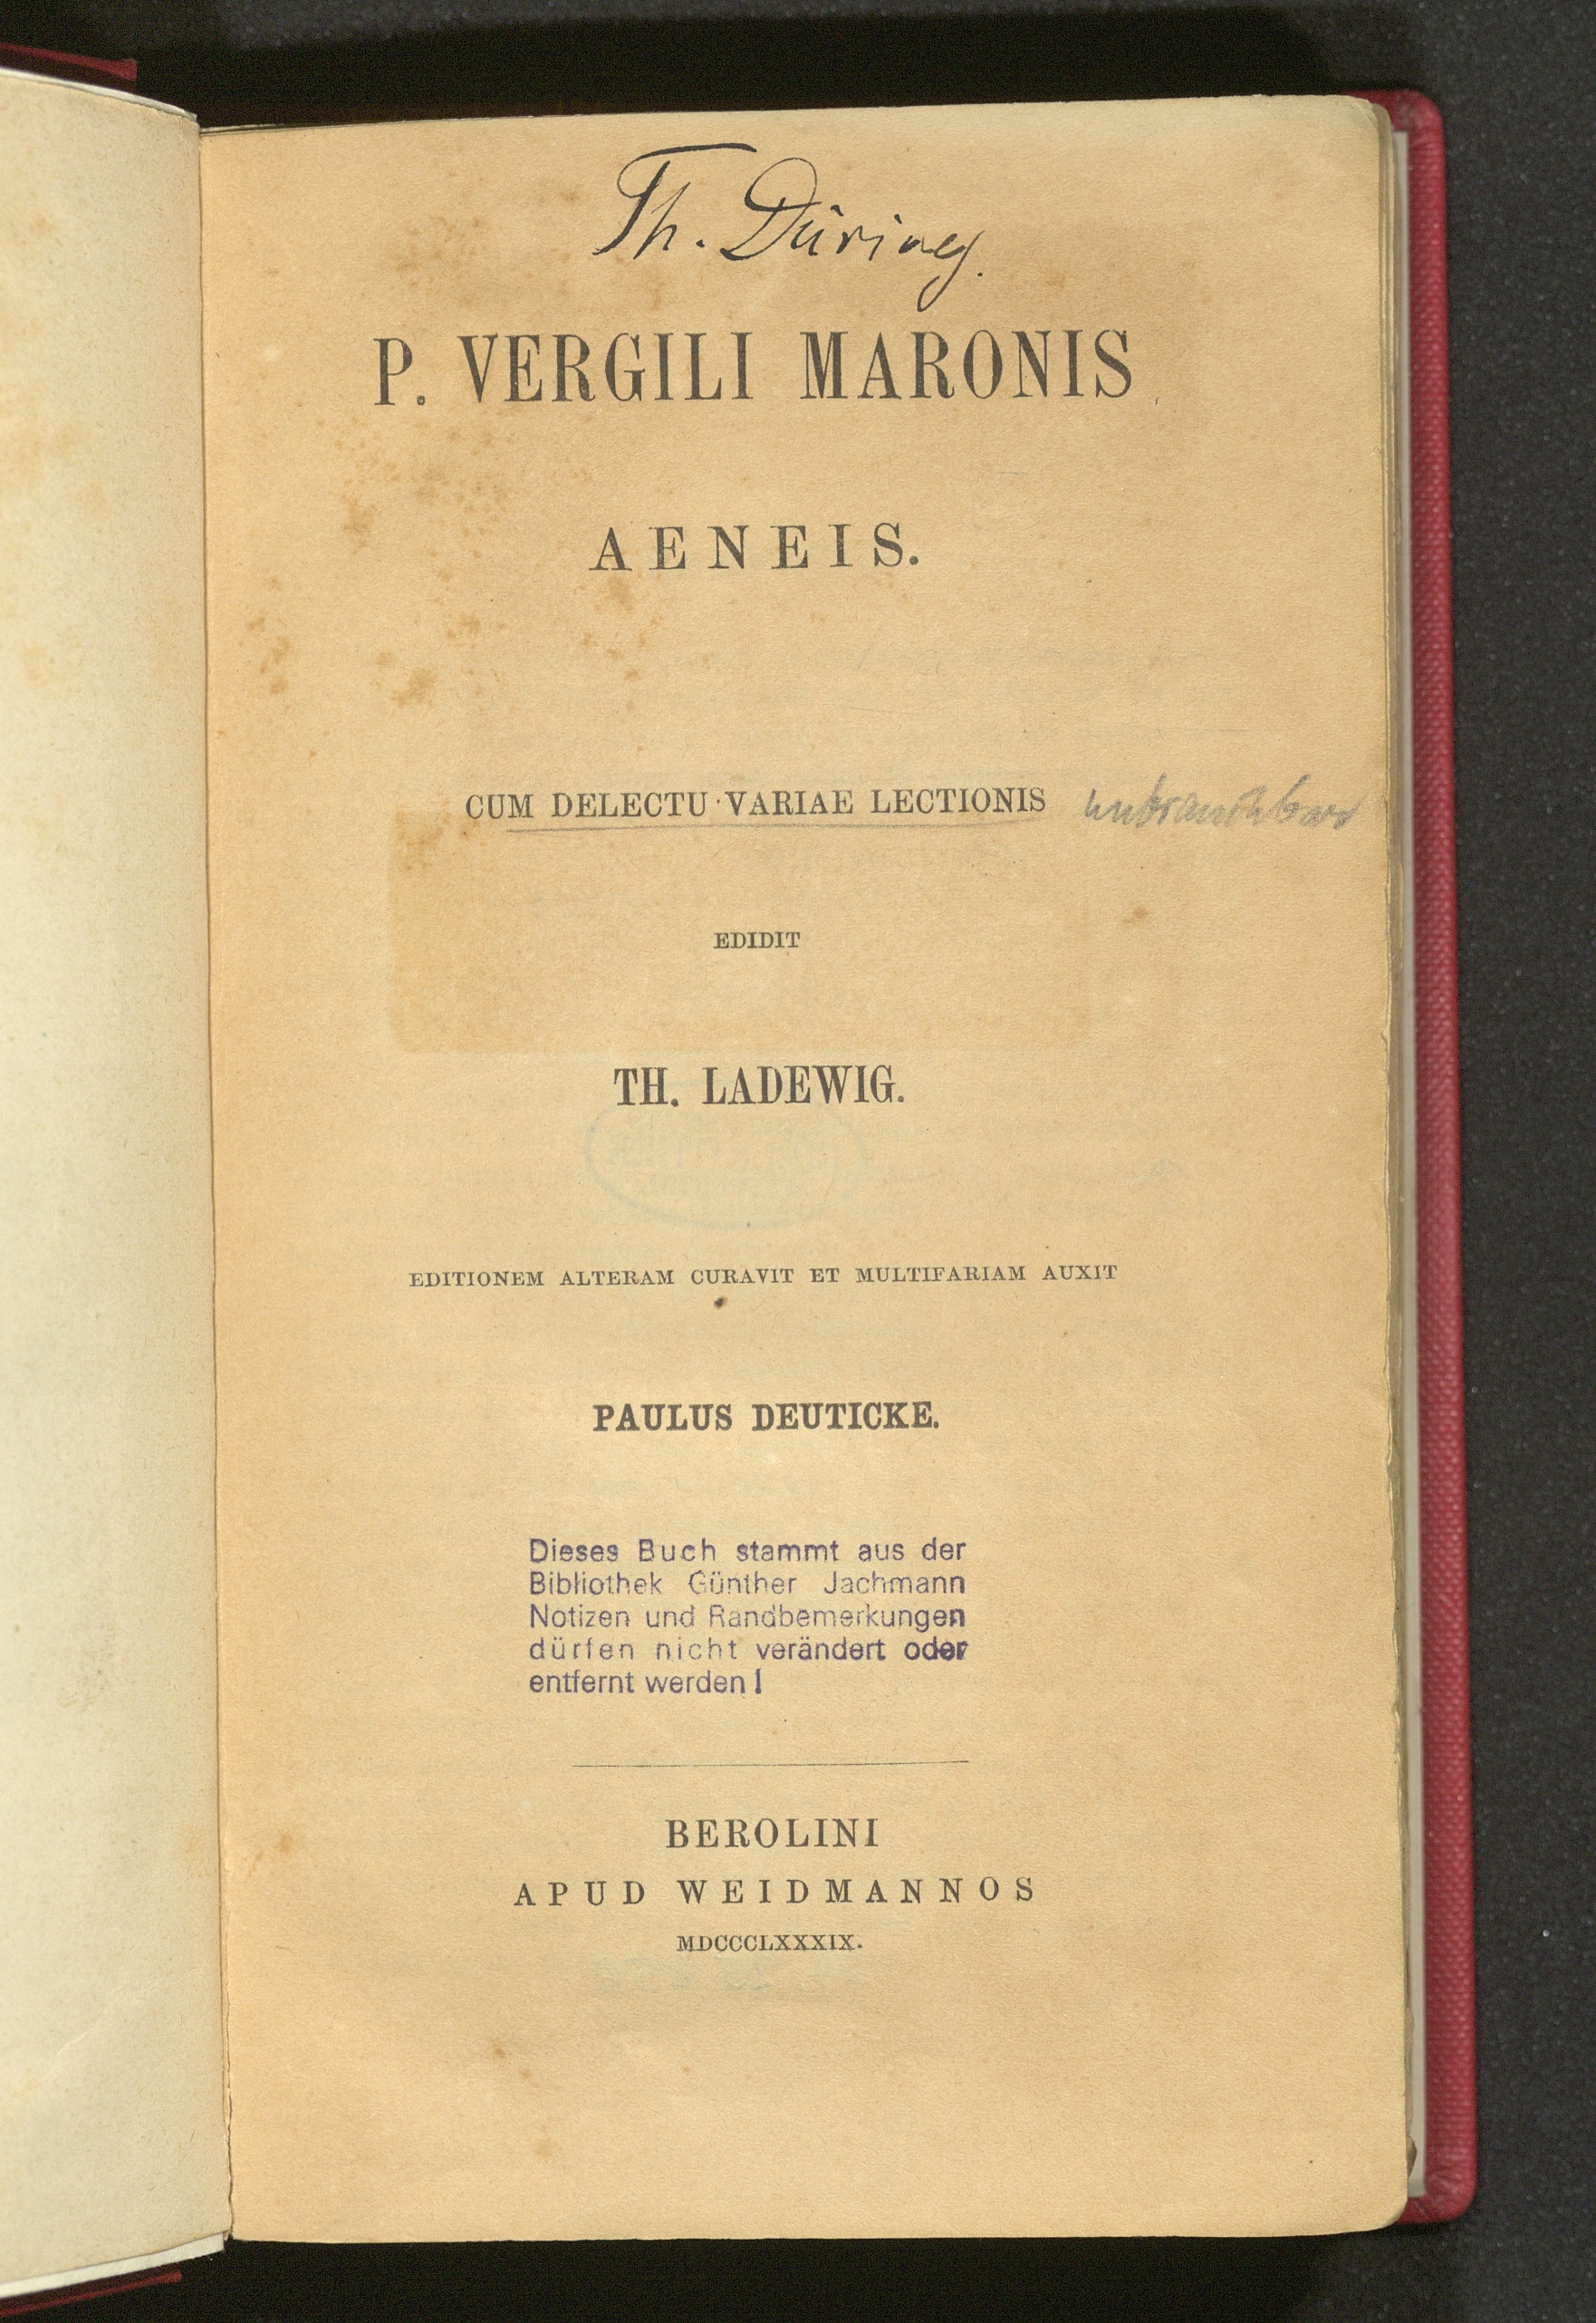 Th. Düring.
P. VERGILI MARONIS
AENEIS.
CUM DELECTU VARIAE LECTIONIS unbrauchbar
EDIDIT
TH. LADEWIG.
EDITIONEM ALTERAM CURAVIT ET MULTIFARIAM AUXIT
PAULUS DEUTICKE.
Dieses Buch stammt aus der
Bibliothek Günther Jachmann
Notizen und Randbemerkungen
dürfen nicht verändert oder
entfernt werden!
BEROLINI
APUD WEIDMANNOS
MDCCCLXXXIX.